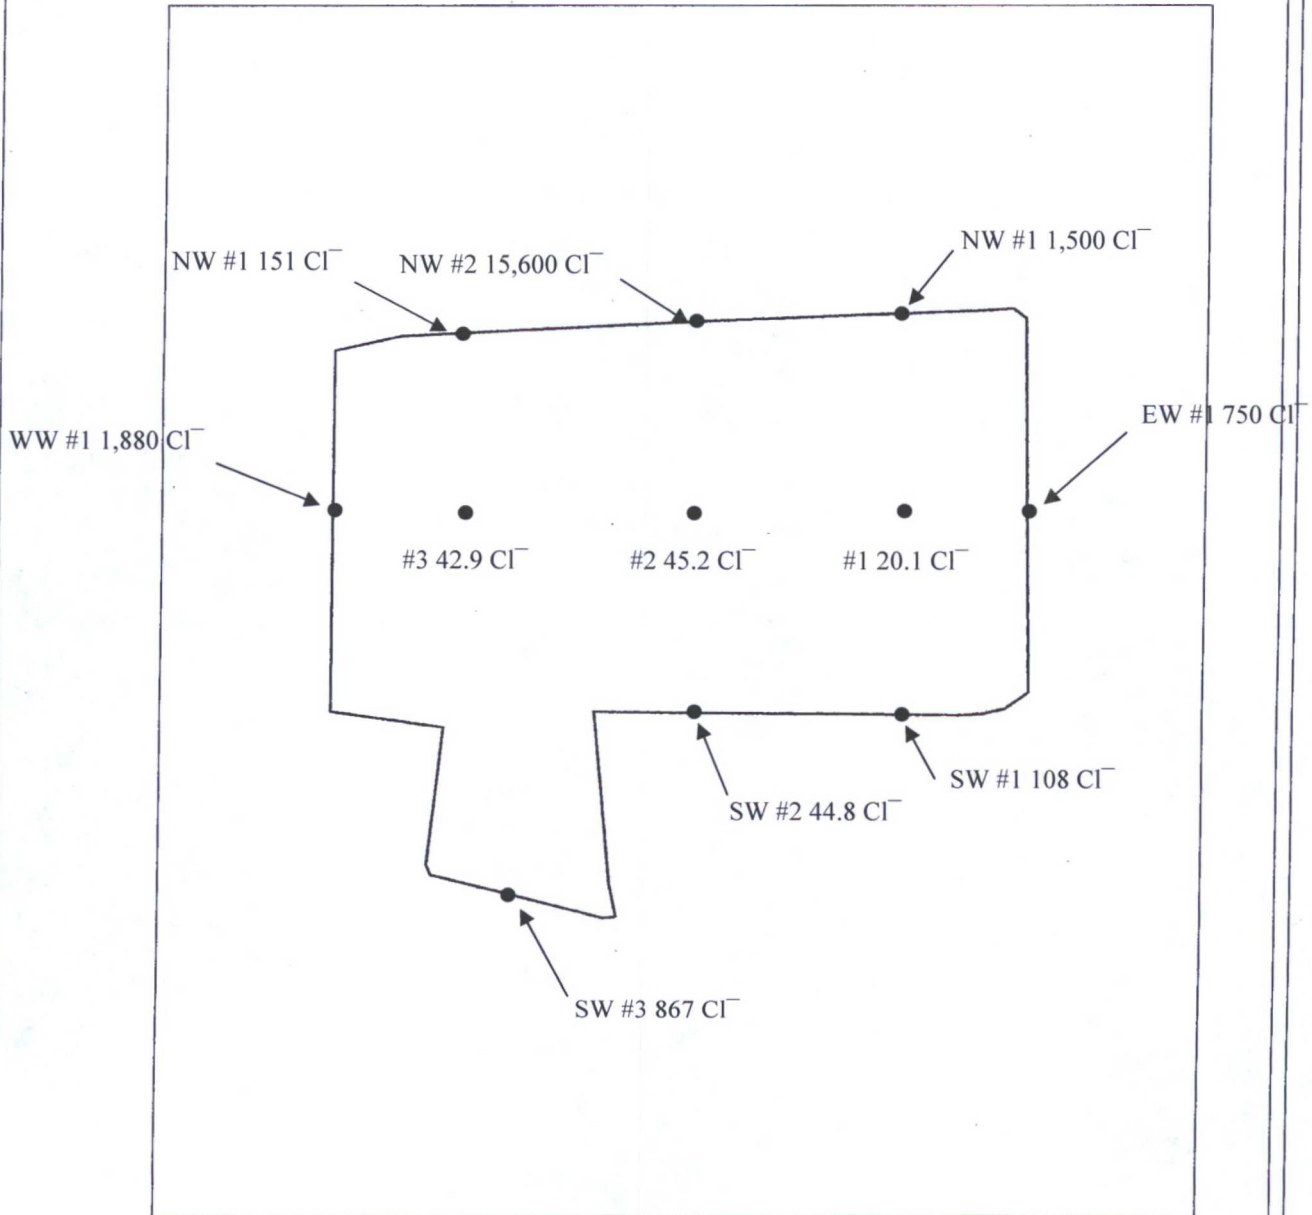 NW #1 1,500 Cl⁻
NW #1 151 Cl⁻
NW #2 15,600 Cl⁻
EW #1 750 Cl⁻
WW #1 1,880 Cl⁻
#3 42.9 Cl⁻
#2 45.2 Cl⁻
#1 20.1 Cl⁻
SW #1 108 Cl⁻
SW #2 44.8 Cl⁻
SW #3 867 Cl⁻